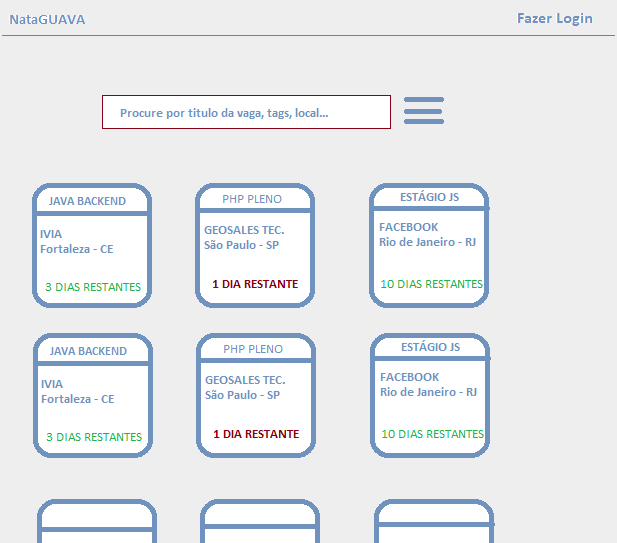 NataGUAVA
Fazer Login
Procure por titulo da vaga, tags, local...
JAVA BACKEND
IVIA
Fortaleza - CE
3 DIAS RESTANTES
PHP PLENO
GEOSALES TEC.
São Paulo - SP
1 DIA RESTANTE
ESTÁGIO JS
FACEBOOK
Rio de Janeiro - RJ
10 DIAS RESTANTES
JAVA BACKEND
IVIA
Fortaleza - CE
3 DIAS RESTANTES
PHP PLENO
GEOSALES TEC.
São Paulo - SP
1 DIA RESTANTE
ESTÁGIO JS
FACEBOOK
Rio de Janeiro - RJ
10 DIAS RESTANTES